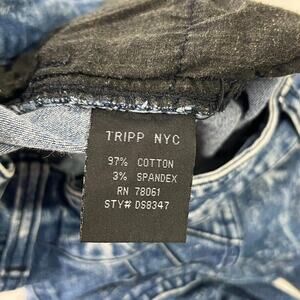 TRIPP NYC
97% COTTON
3% SPANDEX
RN 78061
STY# DS8347